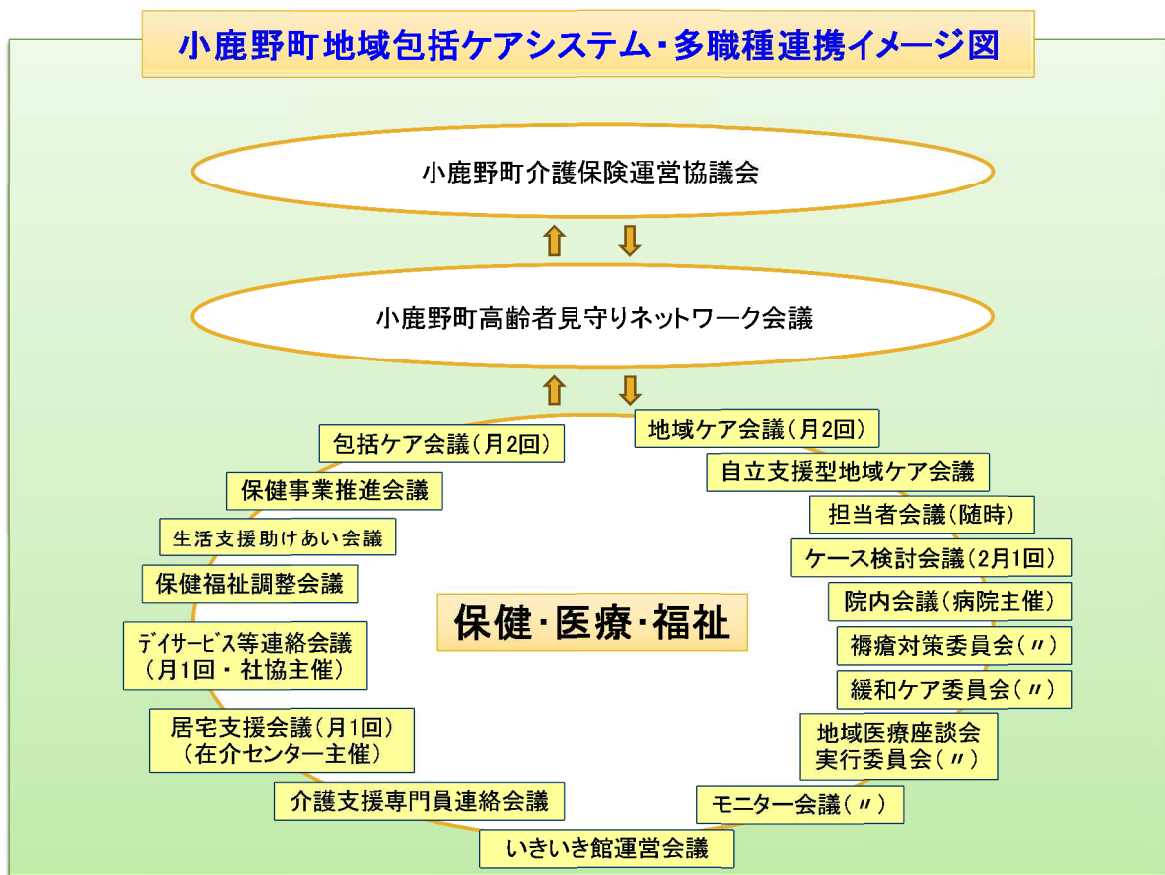 小鹿野町地域包括ケアシステム・多職種連携イメージ図
小鹿野町介護保険運営協議会
小鹿野町高齢者見守りネットワーク会議
包括ケア会議(月2回)
地域ケア会議(月2回)
保健事業推進会議
自立支援型地域ケア会議
生活支援助けあい会議
担当者会議(随時)
保健福祉調整会議
ケース検討会議(2月1回)
院内会議(病院主催)
保健・医療・福祉
デイサービス等連絡会議
(月1回・社協主催)
褥瘡対策委員会(〃)
緩和ケア委員会(〃)
居宅支援会議(月1回)
(在介センター主催)
地域医療座談会
実行委員会(〃)
介護支援専門員連絡会議
モニター会議(〃)
いきいき館運営会議